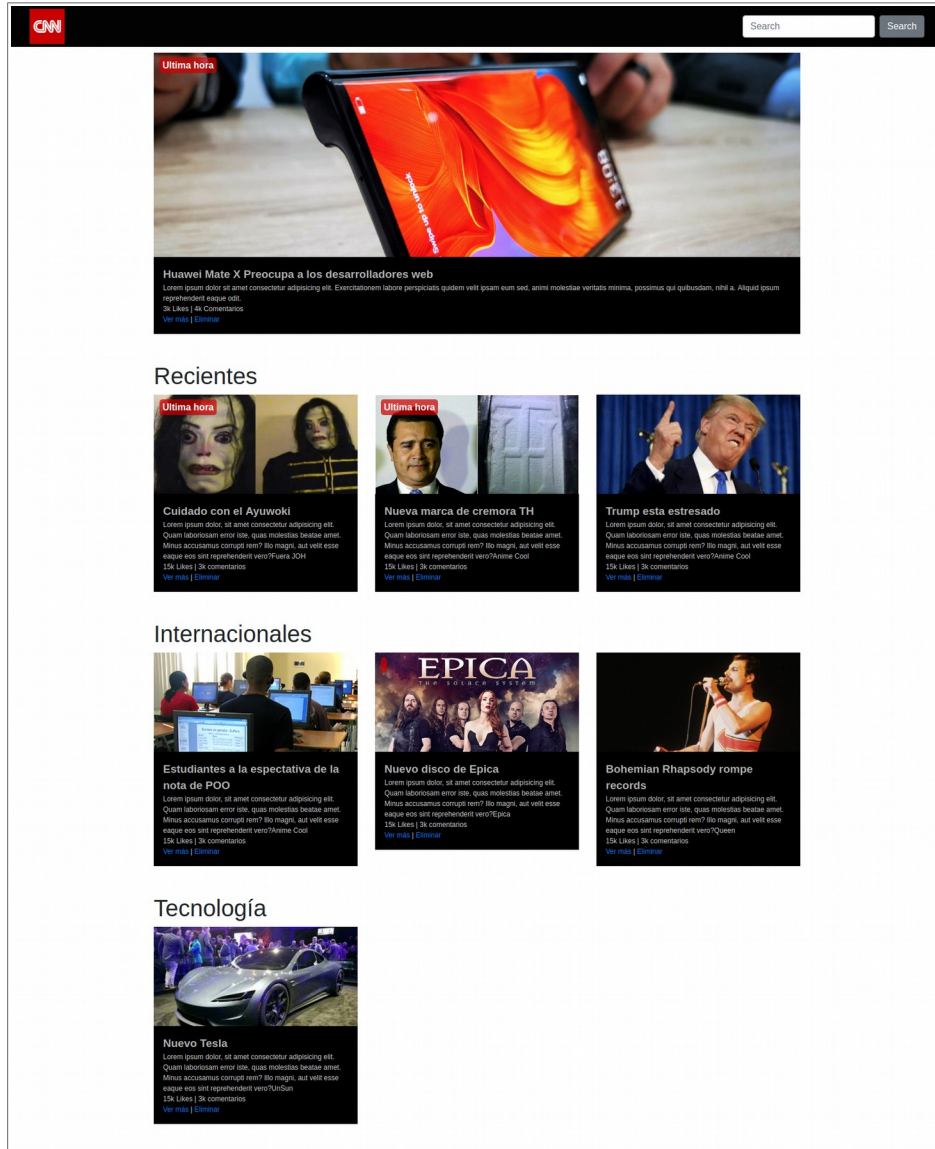 CNN
Search
Search
Ultima hora
Swipe up to unlock
Huawei Mate X Preocupa a los desarrolladores web
Lorem ipsum dolor sit amet consectetur adipisicing elit. Exercitationem labore perspiciatis quidem velit ipsam eum sed, animi molestiae veritatis minima, possimus qui quibusdam, nihil a. Aliquid ipsum
reprehenderit eaque odit.
3k Likes | 4k Comentarios
Ver más | Eliminar
Recientes
Ultima hora
Cuidado con el Ayuwoki
Lorem ipsum dolor, sit amet consectetur adipisicing elit.
Quam laboriosam error iste, quas molestias beatae amet.
Minus accusamus corrupti rem? Illo magni, aut velit esse
eaque eos sint reprehenderit vero?Fuera JOH
15k Likes | 3k comentarios
Ver más | Eliminar
Ultima hora
Nueva marca de cremora TH
Lorem ipsum dolor, sit amet consectetur adipisicing elit.
Quam laboriosam error iste, quas molestias beatae amet.
Minus accusamus corrupti rem? Illo magni, aut velit esse
eaque eos sint reprehenderit vero?Anime Cool
15k Likes | 3k comentarios
Ver más | Eliminar
Trump esta estresado
Lorem ipsum dolor, sit amet consectetur adipisicing elit.
Quam laboriosam error iste, quas molestias beatae amet.
Minus accusamus corrupti rem? Illo magni, aut velit esse
eaque eos sint reprehenderit vero?Anime Cool
15k Likes | 3k comentarios
Ver más | Eliminar
Internacionales
Estudiantes a la espectativa de la
nota de POO
Lorem ipsum dolor, sit amet consectetur adipisicing elit.
Quam laboriosam error iste, quas molestias beatae amet.
Minus accusamus corrupti rem? Illo magni, aut velit esse
eaque eos sint reprehenderit vero?Anime Cool
15k Likes | 3k comentarios
Ver más | Eliminar
EPICA
THE SOLACE SYSTEM
Nuevo disco de Epica
Lorem ipsum dolor, sit amet consectetur adipisicing elit.
Quam laboriosam error iste, quas molestias beatae amet.
Minus accusamus corrupti rem? Illo magni, aut velit esse
eaque eos sint reprehenderit vero?Epica
15k Likes | 3k comentarios
Ver más | Eliminar
Bohemian Rhapsody rompe
records
Lorem ipsum dolor, sit amet consectetur adipisicing elit.
Quam laboriosam error iste, quas molestias beatae amet.
Minus accusamus corrupti rem? Illo magni, aut velit esse
eaque eos sint reprehenderit vero?Queen
15k Likes | 3k comentarios
Ver más | Eliminar
Tecnología
Nuevo Tesla
Lorem ipsum dolor, sit amet consectetur adipisicing elit.
Quam laboriosam error iste, quas molestias beatae amet.
Minus accusamus corrupti rem? Illo magni, aut velit esse
eaque eos sint reprehenderit vero?UnSun
15k Likes | 3k comentarios
Ver más | Eliminar